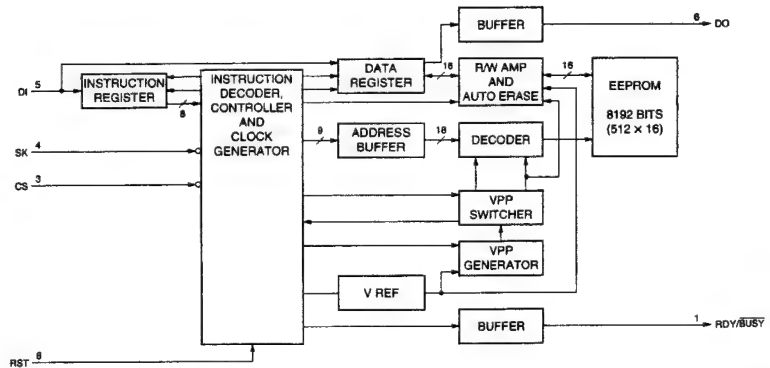 BUFFER
6
DO
DI
5
INSTRUCTION
REGISTER
8
INSTRUCTION
DECODER,
CONTROLLER
AND
CLOCK
GENERATOR
DATA
REGISTER
16
R/W AMP
AND
AUTO ERASE
16
EEPROM
8192 BITS
(512 × 16)
SK
4
9
ADDRESS
BUFFER
18
DECODER
CS
3
VPP
SWITCHER
VPP
GENERATOR
V REF
BUFFER
1
RDY/BUSY
RST
8